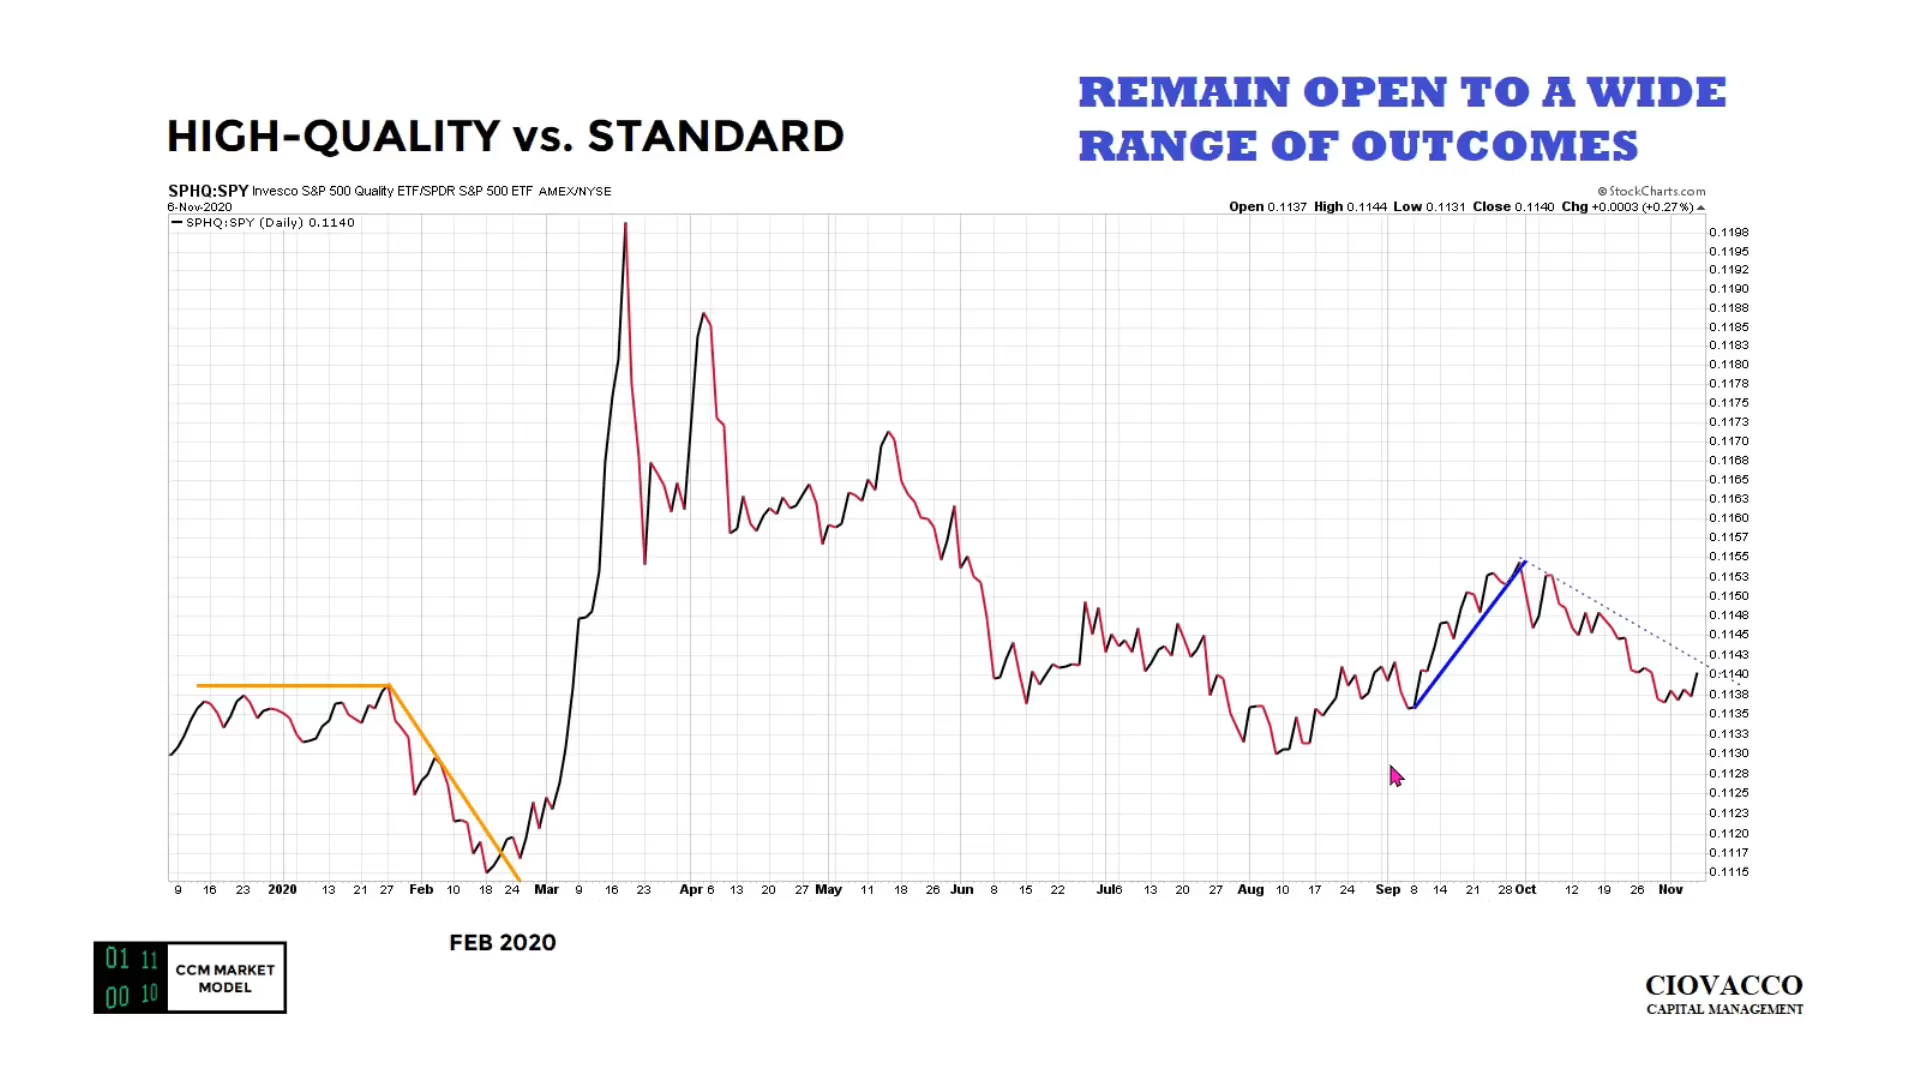 REMAIN OPEN TO A WIDE
RANGE OF OUTCOMES
HIGH-QUALITY vs. STANDARD
SPHQ:SPY Invesco S&P 500 Quality ETF/SPDR S&P 500 ETF AMEX/NYSE
© StockCharts.com
6-Nov-2020
Open 0.1137 High 0.1144 Low 0.1131 Close 0.1140 Chg +0.0003 (+0.27%)
SPHQ:SPY (Daily) 0.1140
0.1198
0.1195
0.1192
0.1190
0.1188
0.1185
0.1183
0.1180
0.1178
0.1175
0.1173
0.1170
0.1168
0.1165
0.1163
0.1160
0.1157
0.1155
0.1153
0.1150
0.1148
0.1145
0.1143
0.1140
0.1138
0.1135
0.1133
0.1130
0.1128
0.1125
0.1123
0.1120
0.1117
0.1115
9 16 23 2020 13 21 27 Feb 10 18 24 Mar 9 16 23 Apr 6 13 20 27 May 11 18 26 Jun 8 15 22 Jul 6 13 20 27 Aug 10 17 24 Sep 8 14 21 28 Oct 12 19 26 Nov
FEB 2020
01 11
00 10
CCM MARKET
MODEL
CIOVACCO
CAPITAL MANAGEMENT